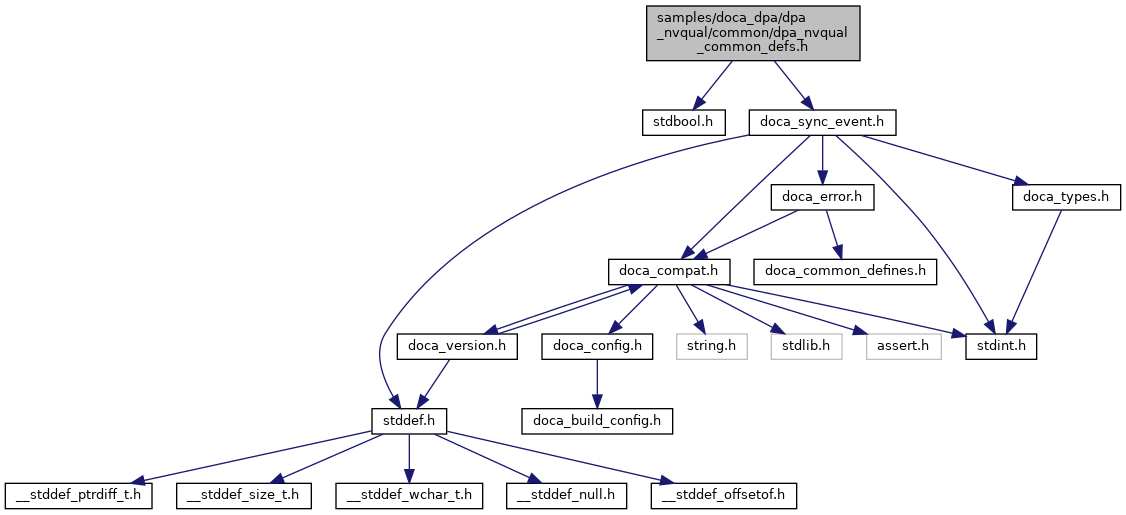 samples/doca_dpa/dpa
_nvqual/common/dpa_nvqual
_common_defs.h
stdbool.h
doca_sync_event.h
doca_error.h
doca_types.h
doca_compat.h
doca_common_defines.h
doca_version.h
doca_config.h
string.h
stdlib.h
assert.h
stdint.h
stddef.h
doca_build_config.h
__stddef_ptrdiff_t.h
__stddef_size_t.h
__stddef_wchar_t.h
__stddef_null.h
__stddef_offsetof.h